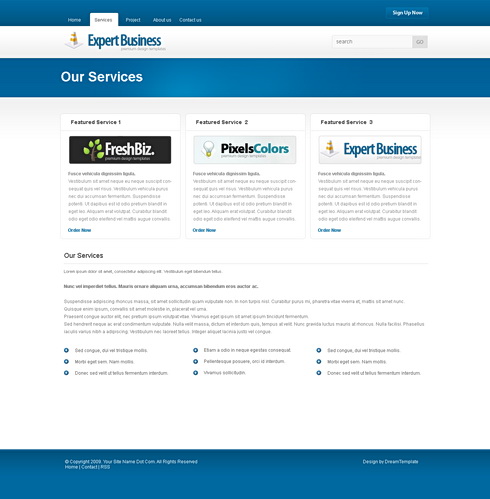 Home Services Project About us Contact us
Sign Up Now
Expert Business
premium design templates
search GO
Our Services
Featured Service 1
FreshBiz.
premium design templates
Fusce vehicula dignissim ligula.
Vestibulum sit amet neque eu neque suscipit con-
sequat quis vel risus. Vestibulum vehicula purus
nec dui accumsan fermentum. Suspendisse
potenti. Ut dapibus est id odio pretium blandit in
eget leo. Aliquam erat volutpat. Curabitur blandit
odio eget odio eleifend et mattis augue convallis.
Order Now
Featured Service 2
PixelsColors
premium design templates
Fusce vehicula dignissim ligula.
Vestibulum sit amet neque eu neque suscipit con-
sequat quis vel risus. Vestibulum vehicula purus
nec dui accumsan fermentum. Suspendisse
potenti. Ut dapibus est id odio pretium blandit in
eget leo. Aliquam erat volutpat. Curabitur blandit
odio eget odio eleifend et mattis augue convallis.
Order Now
Featured Service 3
Expert Business
premium design templates
Fusce vehicula dignissim ligula.
Vestibulum sit amet neque eu neque suscipit con-
sequat quis vel risus. Vestibulum vehicula purus
nec dui accumsan fermentum. Suspendisse
potenti. Ut dapibus est id odio pretium blandit in
eget leo. Aliquam erat volutpat. Curabitur blandit
odio eget odio eleifend et mattis augue convallis.
Order Now
Our Services
Lorem ipsum dolor sit amet, consectetur adipiscing elit. Vestibulum eget bibendum tellus.
Nunc vel imperdiet tellus. Mauris ornare aliquam urna, accumsan bibendum eros auctor ac.
Suspendisse adipiscing rhoncus massa, sit amet sollicitudin quam vulputate non. In non turpis nisl. Curabitur purus mi, pharetra vitae viverra et, mattis sit amet nunc.
Quisque enim ipsum, convallis sit amet molestie in, placerat vel urna.
Praesent congue auctor elit, nec pretium ipsum volutpat vitae. Vivamus eget ipsum sit amet ipsum tincidunt fermentum.
Sed hendrerit neque ac erat condimentum vulputate. Nulla velit massa, dictum et interdum quis, tempus at velit. Nunc gravida luctus mauris at rhoncus. Nulla facilisi. Phasellus
iaculis varius nibh a adipiscing. Vestibulum nec laoreet tellus. Integer aliquet lacinia justo vel congue.
Sed congue, dui vel tristique mollis.
Morbi eget sem. Nam mollis.
Donec sed velit ut tellus fermentum interdum.
Etiam a odio in neque egestas consequat.
Pellentesque posuere, orci id interdum.
Vivamus sollicitudin.
Sed congue, dui vel tristique mollis.
Morbi eget sem. Nam mollis.
Donec sed velit ut tellus fermentum interdum.
© Copyright 2009. Your Site Name Dot Com. All Rights Reserved
Home | Contact | RSS
Design by DreamTemplate